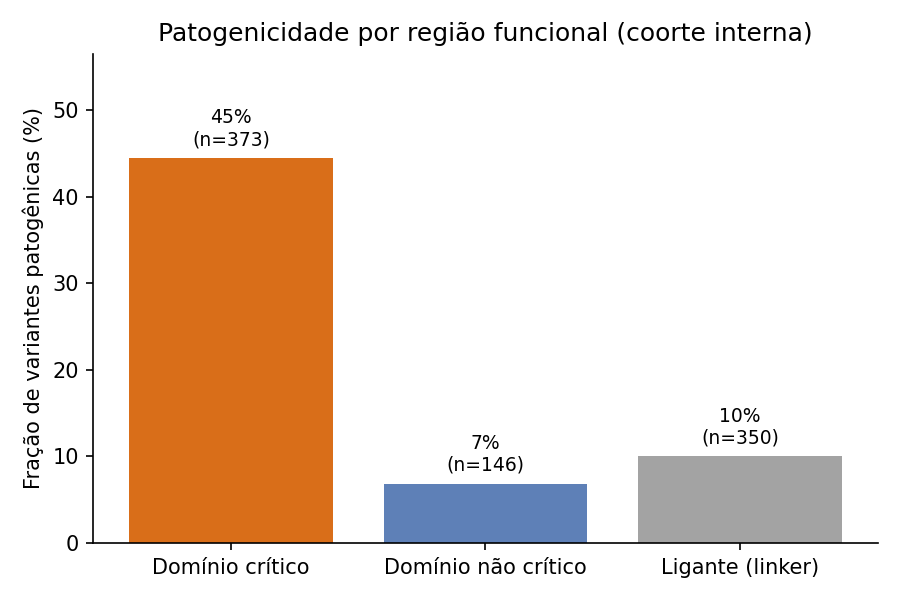 Patogenicidade por região funcional (coorte interna)
Fração de variantes patogênicas (%)
50
40
30
20
10
0
45%
(n=373)
7%
(n=146)
10%
(n=350)
Domínio crítico
Domínio não crítico
Ligante (linker)